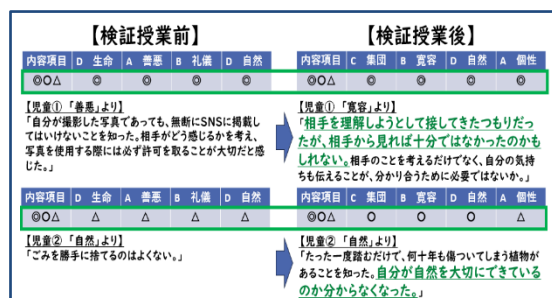 【検証授業前】
内容項目 D 生命 A 善悪 B 礼儀 D 自然
◎○△ ◎ ◎ ◎ ◎
【児童① 「善悪」より】
「自分が撮影した写真であっても、無断にSNSに掲載
してはいけないことを知った。相手がどう感じるかを考え、
写真を使用する際には必ず許可を取ることが大切だと感
じた。」
内容項目 D 生命 A 善悪 B 礼儀 D 自然
◎○△ △ △ △ △
【児童② 「自然」より】
「ごみを勝手に捨てるのはよくない。」
【検証授業後】
内容項目 C 集団 B 寛容 D 自然 A 個性
◎○△ ◎ ◎ ◎ ◎
【児童① 「寛容」より】
「相手を理解しようとして接してきたつもりだっ
たが、相手から見れば十分ではなかったのかも
しれない。相手のことを考えるだけでなく、自分の気持
ちも伝えることが、分かり合うために必要ではないか。」
内容項目 C 集団 B 寛容 D 自然 A 個性
◎○△ ○ ○ ○ △
【児童② 「自然」より】
「たった一度踏むだけで、何十年も傷ついてしまう植物が
あることを知った。自分が自然を大切にできている
のか分からなくなった。」